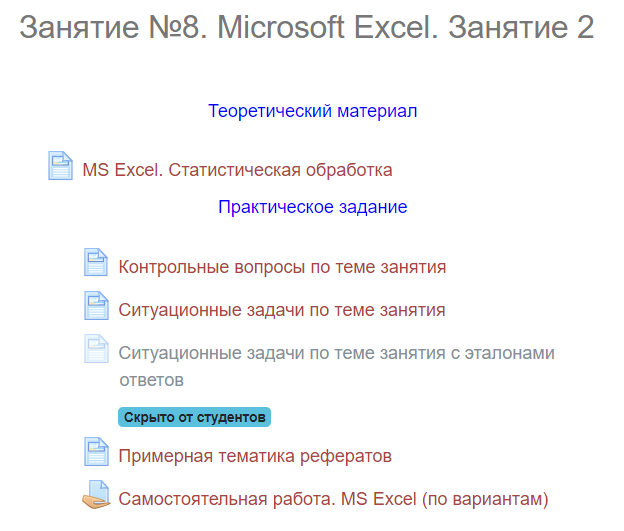 Занятие №8. Microsoft Excel. Занятие 2
Теоретический материал
MS Excel. Статистическая обработка
Практическое задание
Контрольные вопросы по теме занятия
Ситуационные задачи по теме занятия
Ситуационные задачи по теме занятия с эталонами
ответов
Скрыто от студентов
Примерная тематика рефератов
Самостоятельная работа. MS Excel (по вариантам)